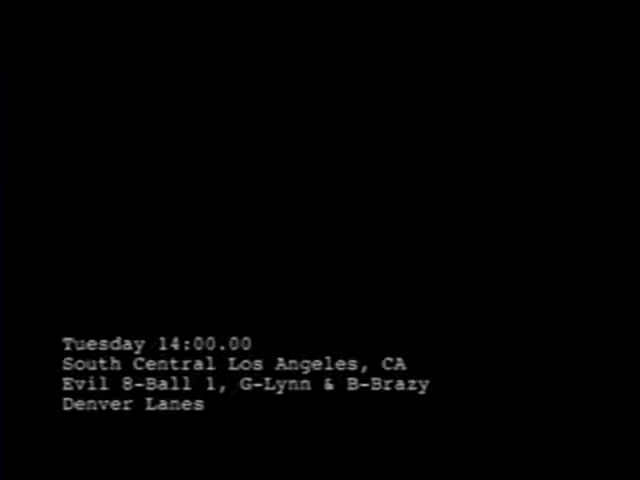 Tuesday 14:00.00
South Central Los Angeles, CA
Evil 8-Ball 1, G-Lynn & B-Brazy
Denver Lanes